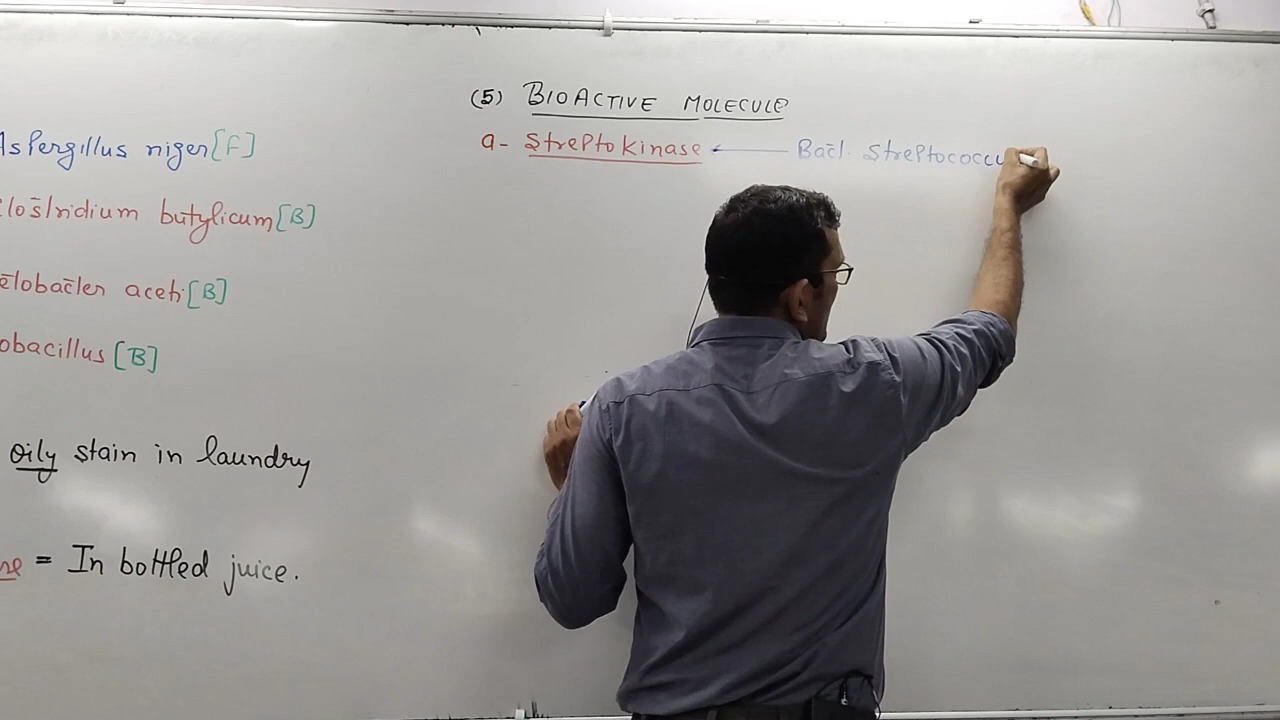 Aspergillus niger [F]
Clostridium butylicum [B]
aceti [B]
obacillus [B]
oily stain in laundry
= In bottled juice.
(5) BIOACTIVE MOLECULE
a- Streptokinase ← Bact. Streptococcu